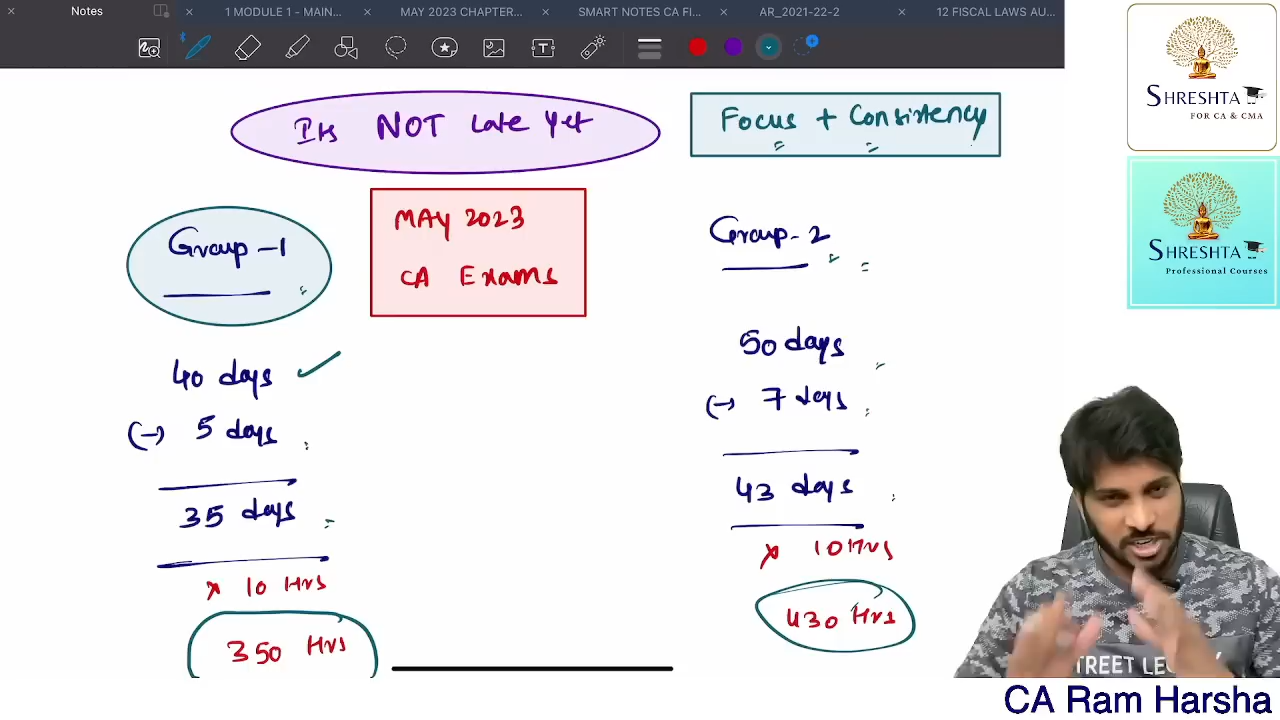 Notes
1 MODULE 1 - MAIN...
MAY 2023 CHAPTER...
SMART NOTES CA FI...
AR_2021-22-2
12 FISCAL LAWS AU...
Its NOT Late Yet
Focus + Consistency
Group -1
MAY 2023
CA Exams
Group - 2
40 days
(-) 5 days
35 days
x 10 Hrs
350 Hrs
50 days
(-) 7 days
43 days
x 10 Hrs
430 Hrs
SHRESHTA
FOR CA & CMA
SHRESHTA
Professional Courses
STREET LEG
CA Ram Harsha